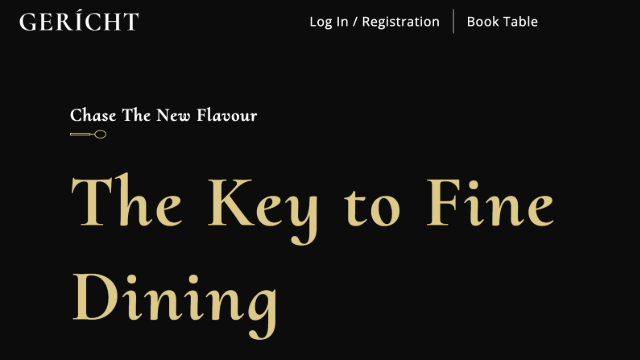 GERÍCHT
Log In / Registration
Book Table
Chase The New Flavour
The Key to Fine
Dining